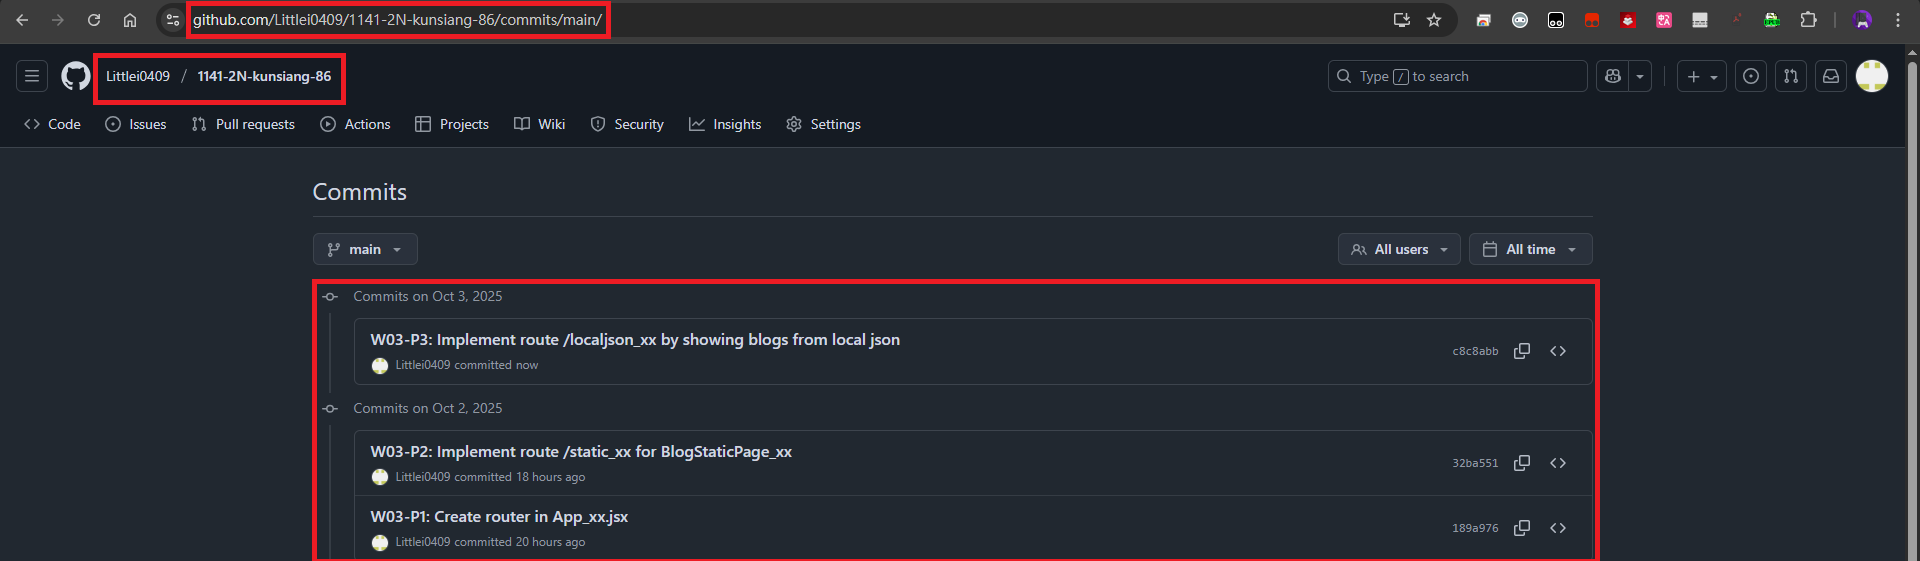 github.com/Littlei0409/1141-2N-kunsiang-86/commits/main/
Littlei0409 / 1141-2N-kunsiang-86
Type / to search
Code Issues Pull requests Actions Projects Wiki Security Insights Settings
Commits
main All users All time
Commits on Oct 3, 2025
W03-P3: Implement route /localjson_xx by showing blogs from local json
Littlei0409 committed now
c8c8abb
Commits on Oct 2, 2025
W03-P2: Implement route /static_xx for BlogStaticPage_xx
Littlei0409 committed 18 hours ago
32ba551
W03-P1: Create router in App_xx.jsx
Littlei0409 committed 20 hours ago
189a976